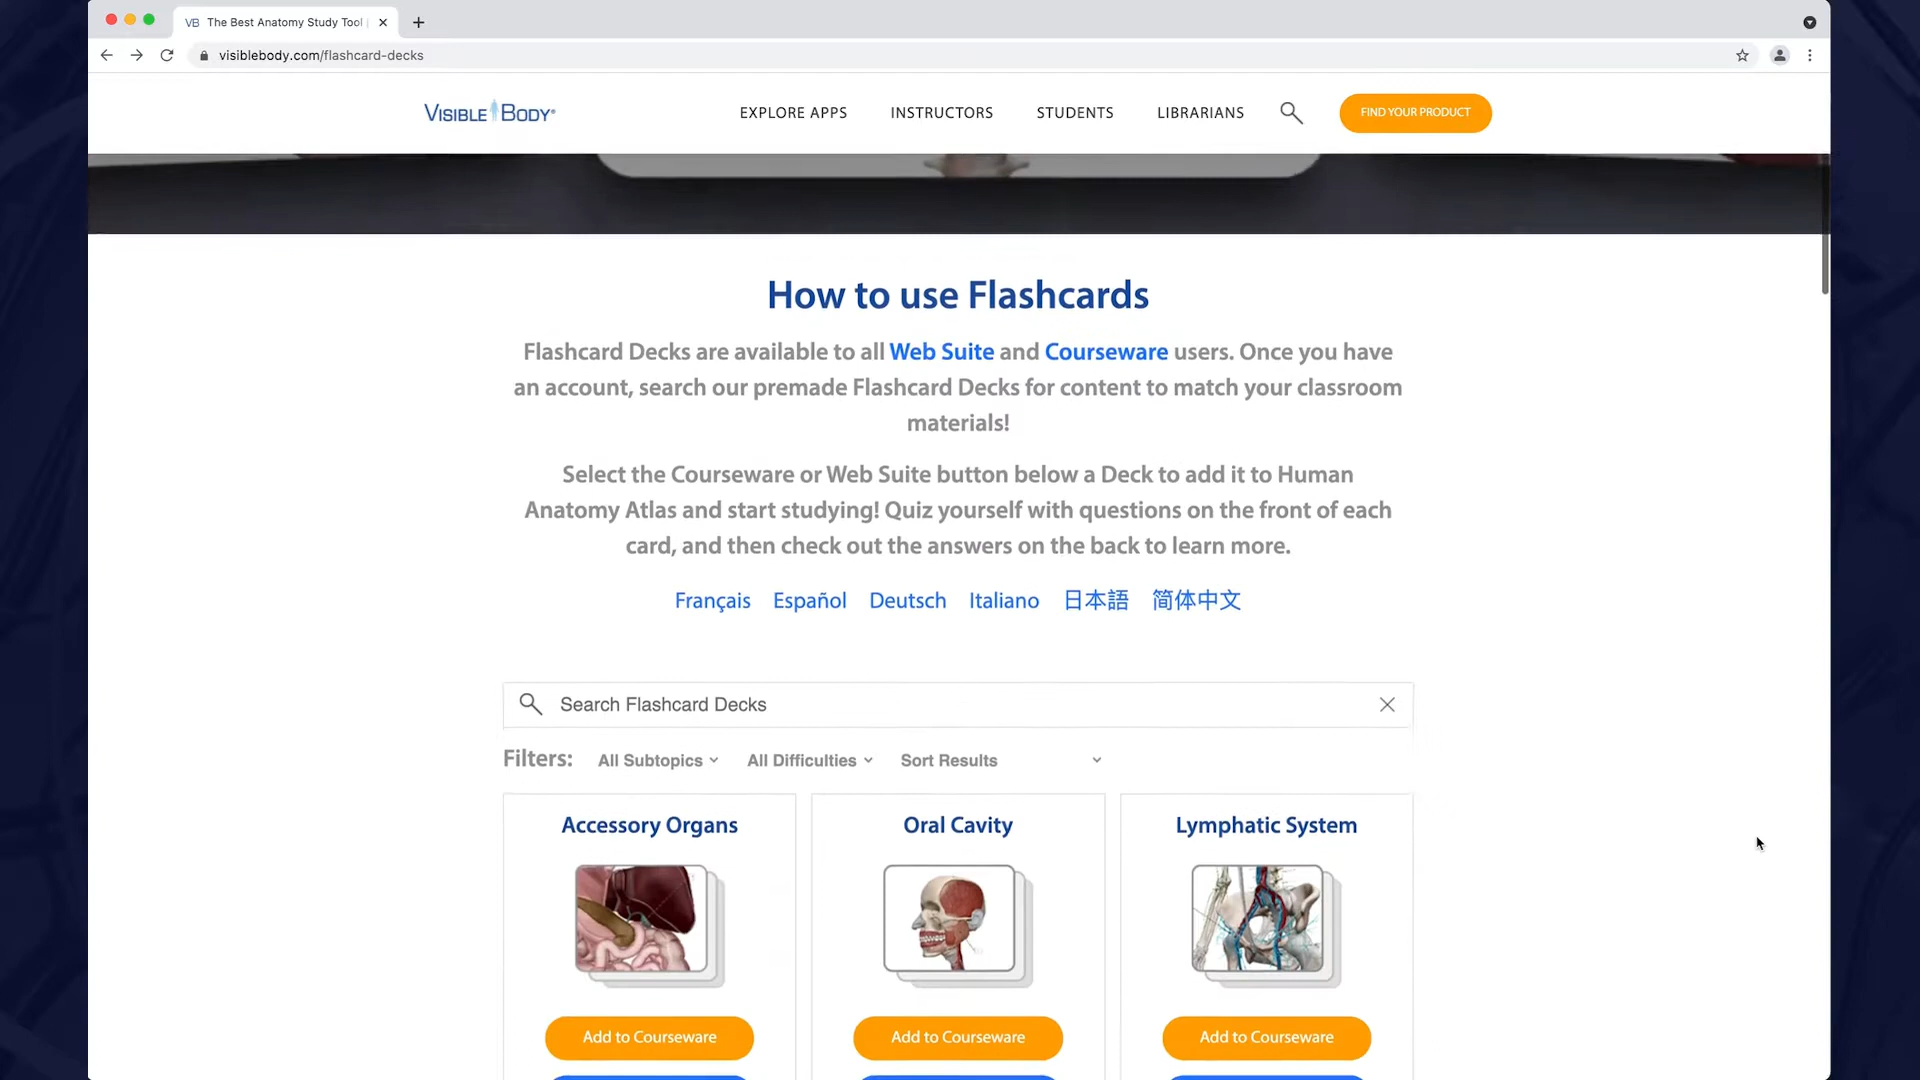 VB The Best Anatomy Study Tool
visiblebody.com/flashcard-decks
VISIBLE BODY®
EXPLORE APPS
INSTRUCTORS
STUDENTS
LIBRARIANS
FIND YOUR PRODUCT
How to use Flashcards
Flashcard Decks are available to all Web Suite and Courseware users. Once you have
an account, search our premade Flashcard Decks for content to match your classroom
materials!
Select the Courseware or Web Suite button below a Deck to add it to Human
Anatomy Atlas and start studying! Quiz yourself with questions on the front of each
card, and then check out the answers on the back to learn more.
Français Español Deutsch Italiano 日本語 简体中文
Search Flashcard Decks
Filters: All Subtopics All Difficulties Sort Results
Accessory Organs
Oral Cavity
Lymphatic System
Add to Courseware
Add to Courseware
Add to Courseware